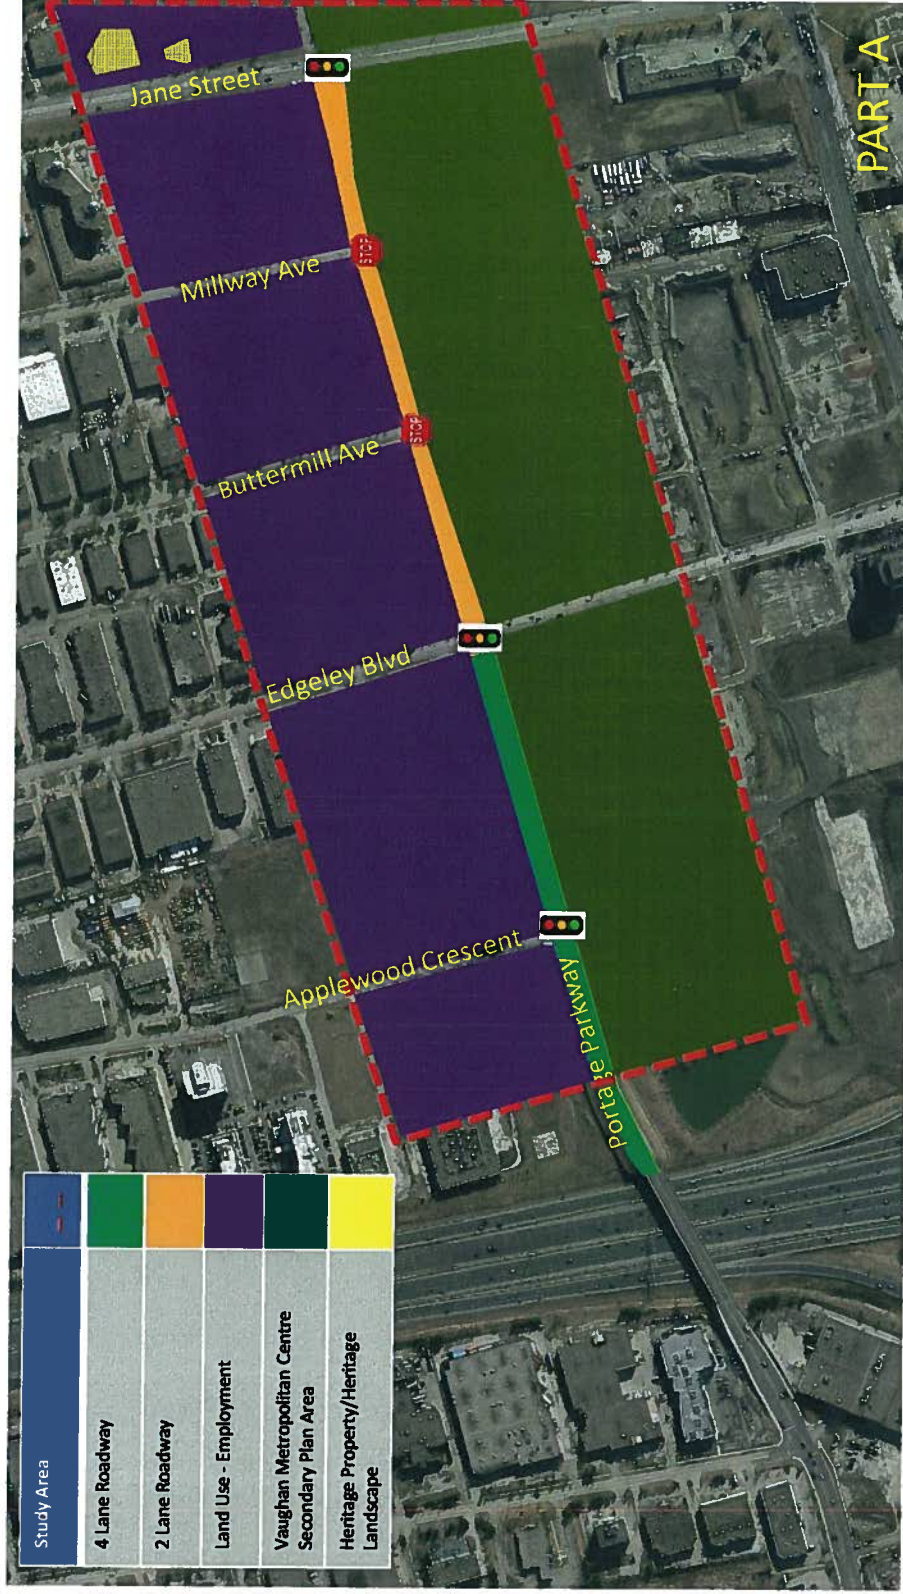 Study Area
4 Lane Roadway
2 Lane Roadway
Land Use - Employment
Vaughan Metropolitan Centre
Secondary Plan Area
Heritage Property/Heritage
Landscape
Applewood Crescent
Edgeley Blvd
Buttermill Ave
Millway Ave
Jane Street
Portage Parkway
STOP
STOP
PART A